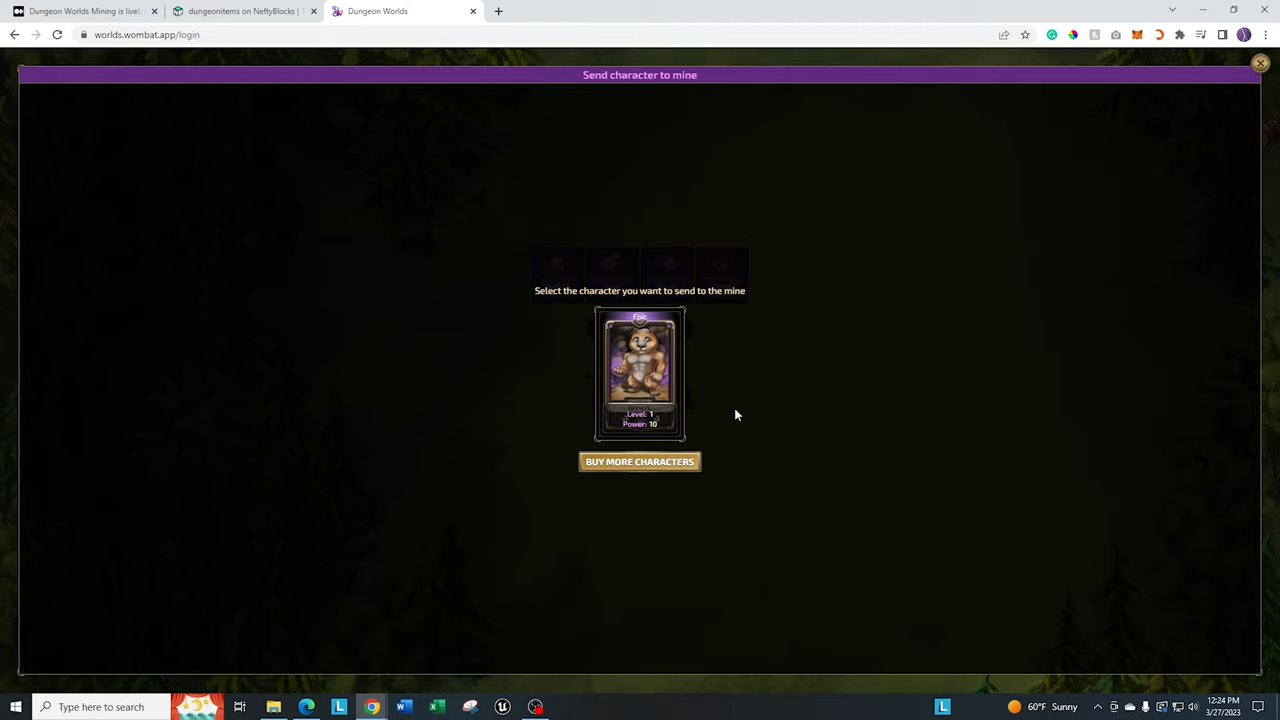 Dungeon Worlds Mining is live!
dungeonitems on NeftyBlocks | T
Dungeon Worlds
worlds.wombat.app/login
Send character to mine
Select the character you want to send to the mine
Epic
Level: 1
Power: 10
BUY MORE CHARACTERS
Type here to search
60°F Sunny
12:24 PM
3/27/2023